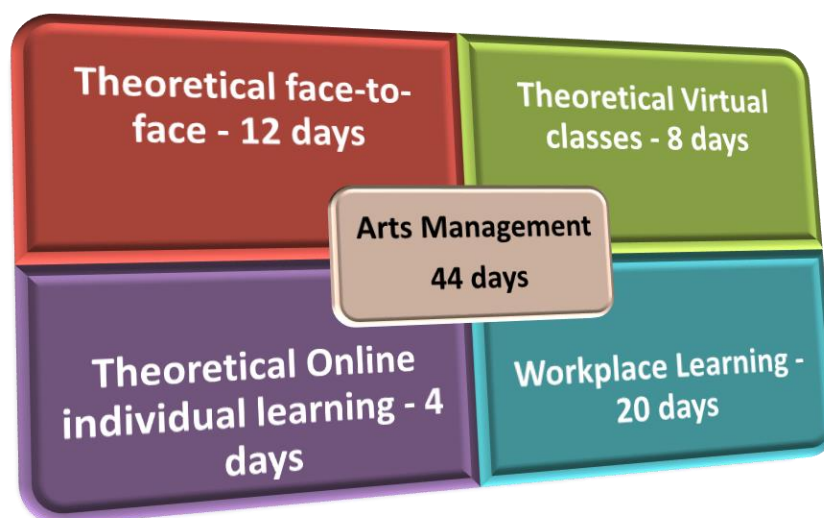 Theoretical face-to-
face - 12 days
Theoretical Virtual
classes - 8 days
Arts Management
44 days
Theoretical Online
individual learning - 4
days
Workplace Learning -
20 days